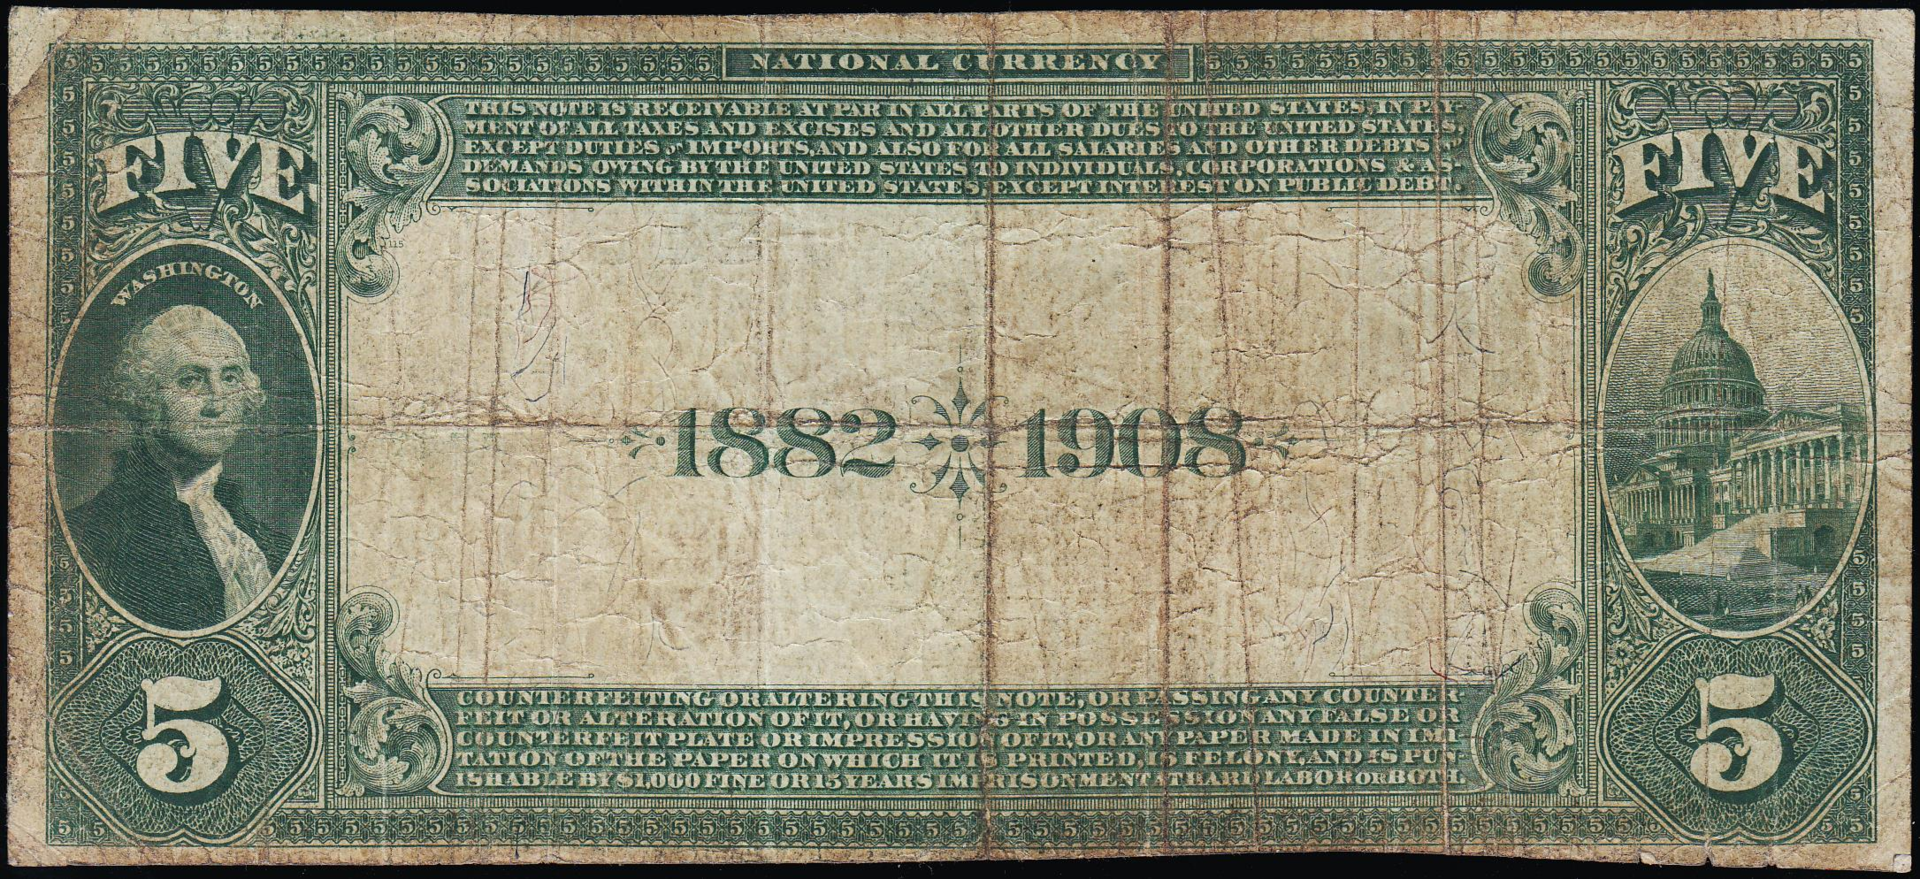 NATIONAL CURRENCY
THIS NOTE IS RECEIVABLE AT PAR IN ALL PARTS OF THE UNITED STATES, IN PAY-
MENT OF ALL TAXES AND EXCISES AND ALL OTHER DUES TO THE UNITED STATES,
EXCEPT DUTIES ON IMPORTS, AND ALSO FOR ALL SALARIES AND OTHER DEBTS &
DEMANDS OWING BY THE UNITED STATES TO INDIVIDUALS, CORPORATIONS & AS-
SOCIATIONS WITHIN THE UNITED STATES, EXCEPT INTEREST ON PUBLIC DEBT.
FIVE
FIVE
115
WASHINGTON
1882 1908
COUNTERFEITING OR ALTERING THIS NOTE, OR PASSING ANY COUNTER-
FEIT OR ALTERATION OF IT, OR HAVING IN POSSESSION ANY FALSE OR
COUNTERFEIT PLATE OR IMPRESSION OF IT, OR ANY PAPER MADE IN IMI-
TATION OF THE PAPER ON WHICH IT IS PRINTED, IS FELONY, AND IS PUN-
ISHABLE BY $1,000 FINE OR 15 YEARS IMPRISONMENT AT HARD LABOR OR BOTH.
5
5